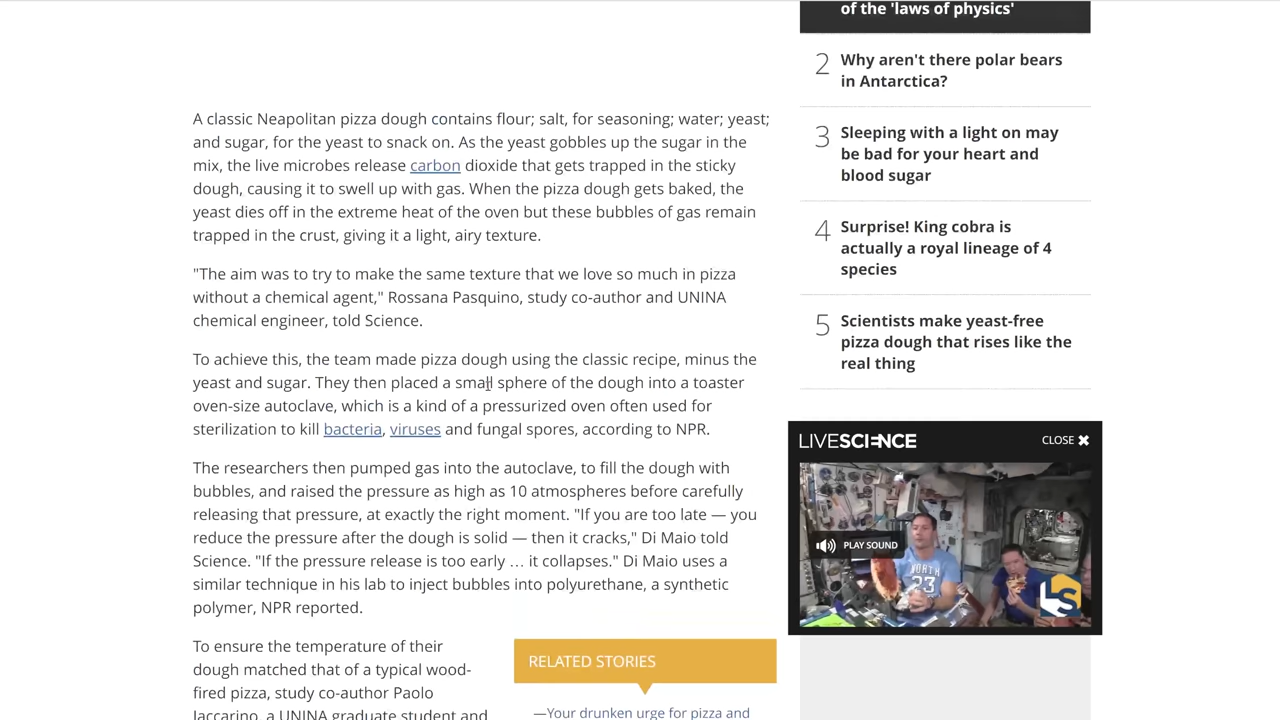 A classic Neapolitan pizza dough contains flour; salt, for seasoning; water; yeast;
and sugar, for the yeast to snack on. As the yeast gobbles up the sugar in the
mix, the live microbes release carbon dioxide that gets trapped in the sticky
dough, causing it to swell up with gas. When the pizza dough gets baked, the
yeast dies off in the extreme heat of the oven but these bubbles of gas remain
trapped in the crust, giving it a light, airy texture.
"The aim was to try to make the same texture that we love so much in pizza
without a chemical agent," Rossana Pasquino, study co-author and UNINA
chemical engineer, told Science.
To achieve this, the team made pizza dough using the classic recipe, minus the
yeast and sugar. They then placed a small sphere of the dough into a toaster
oven-size autoclave, which is a kind of a pressurized oven often used for
sterilization to kill bacteria, viruses and fungal spores, according to NPR.
The researchers then pumped gas into the autoclave, to fill the dough with
bubbles, and raised the pressure as high as 10 atmospheres before carefully
releasing that pressure, at exactly the right moment. "If you are too late — you
reduce the pressure after the dough is solid — then it cracks," Di Maio told
Science. "If the pressure release is too early … it collapses." Di Maio uses a
similar technique in his lab to inject bubbles into polyurethane, a synthetic
polymer, NPR reported.
To ensure the temperature of their
dough matched that of a typical wood-
fired pizza, study co-author Paolo
Iaccarino, a UNINA graduate student and
RELATED STORIES
—Your drunken urge for pizza and
of the 'laws of physics'
2
Why aren't there polar bears
in Antarctica?
3
Sleeping with a light on may
be bad for your heart and
blood sugar
4
Surprise! King cobra is
actually a royal lineage of 4
species
5
Scientists make yeast-free
pizza dough that rises like the
real thing
LIVESCIENCE
CLOSE ✖
PLAY SOUND
NORTH
23
LS